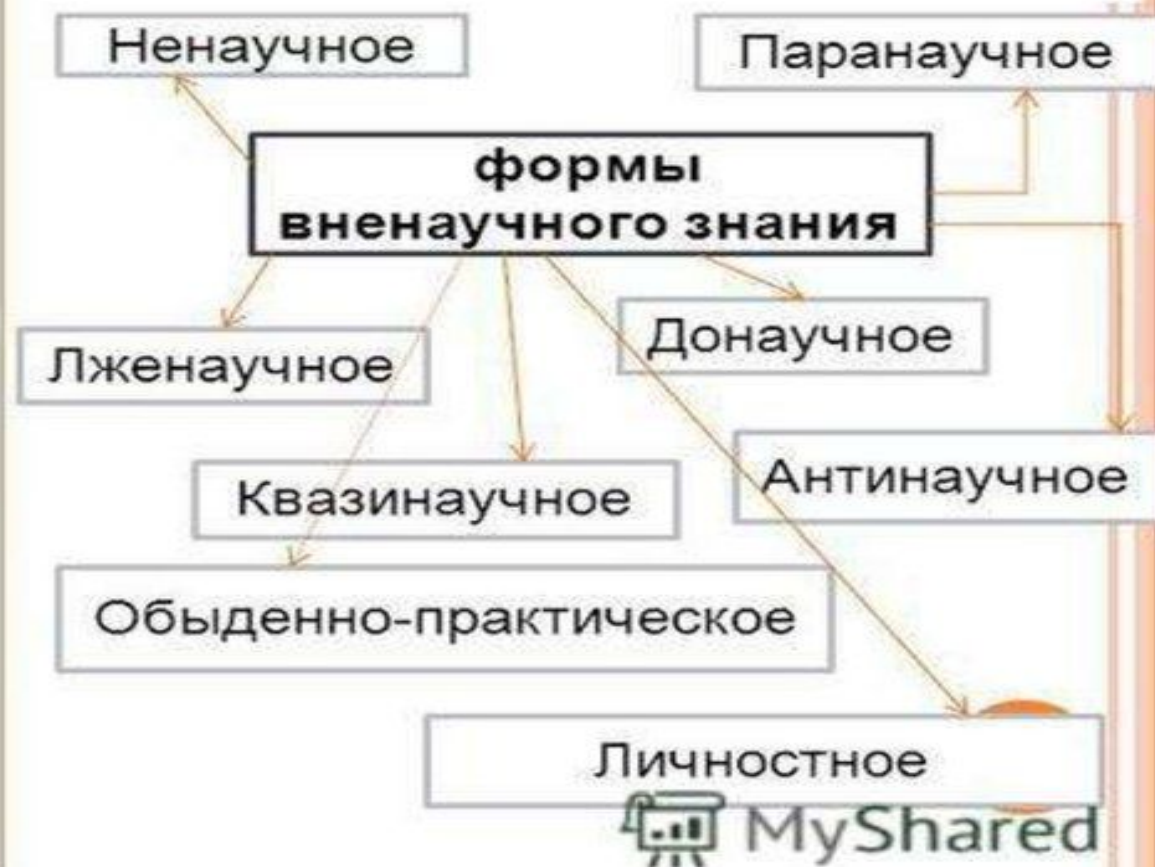 Ненаучное
Паранаучное
формы
вненаучного знания
Лженаучное
Донаучное
Квазинаучное
Антинаучное
Обыденно-практическое
Личностное
MyShared